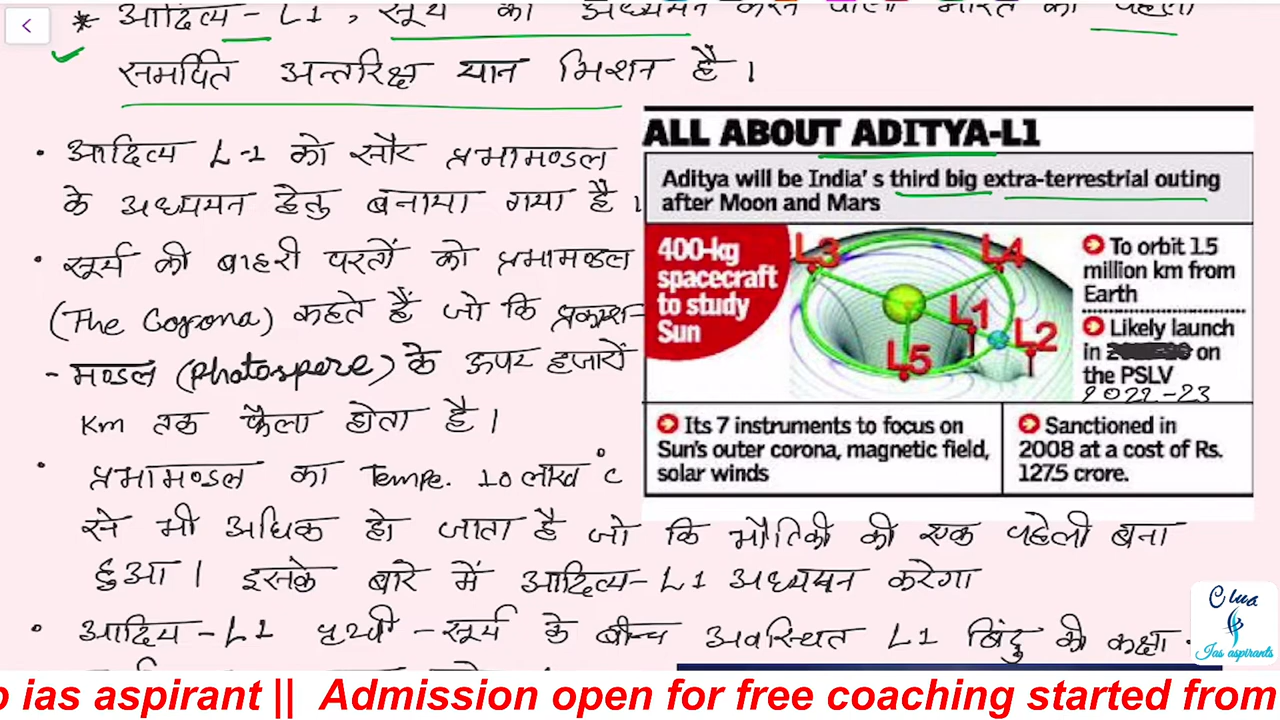 * आदित्य-L1, सूर्य का अध्ययन करने वाला भारत का पहला
समर्पित अन्तरिक्ष यान मिशन है।
• आदित्य L-1 को सौर प्रभामण्डल
के अध्ययन हेतु बनाया गया है।
• सूर्य की बाहरी परतों को प्रभामण्डल
(The Corona) कहते हैं जो कि प्रकाश-
- मण्डल (Photospere) के ऊपर हजारों
Km तक फैला होता है।
• प्रभामण्डल का Tempe. 10 लाख °C
से भी अधिक हो जाता है जो कि भौतिकी की एक पहेली बना
हुआ। इसके बारे में आदित्य-L1 अध्ययन करेगा
• आदित्य-L1 पृथ्वी-सूर्य के बीच अवस्थित L1 बिंदु की कक्षा
ALL ABOUT ADITYA-L1
Aditya will be India's third big extra-terrestrial outing
after Moon and Mars
400-kg
spacecraft
to study
Sun
L3
L4
L1
L2
L5
To orbit 1.5
million km from
Earth
Likely launch
in on
the PSLV
2022-23
Its 7 instruments to focus on
Sun's outer corona, magnetic field,
solar winds
Sanctioned in
2008 at a cost of Rs.
127.5 crore.
Ias aspirants
ias aspirant || Admission open for free coaching started from